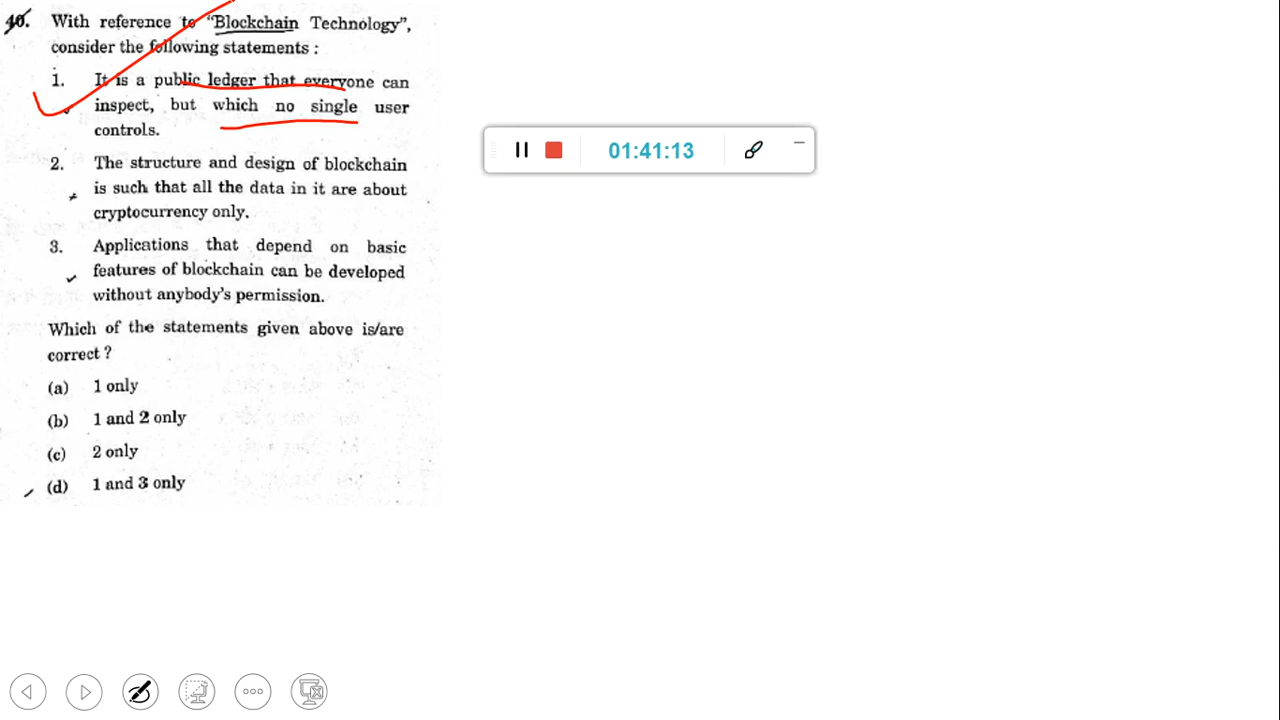 40. With reference to "Blockchain Technology",
consider the following statements :
1. It is a public ledger that everyone can
inspect, but which no single user
controls.
2. The structure and design of blockchain
is such that all the data in it are about
cryptocurrency only.
3. Applications that depend on basic
features of blockchain can be developed
without anybody's permission.
Which of the statements given above is/are
correct ?
(a) 1 only
(b) 1 and 2 only
(c) 2 only
(d) 1 and 3 only
01:41:13